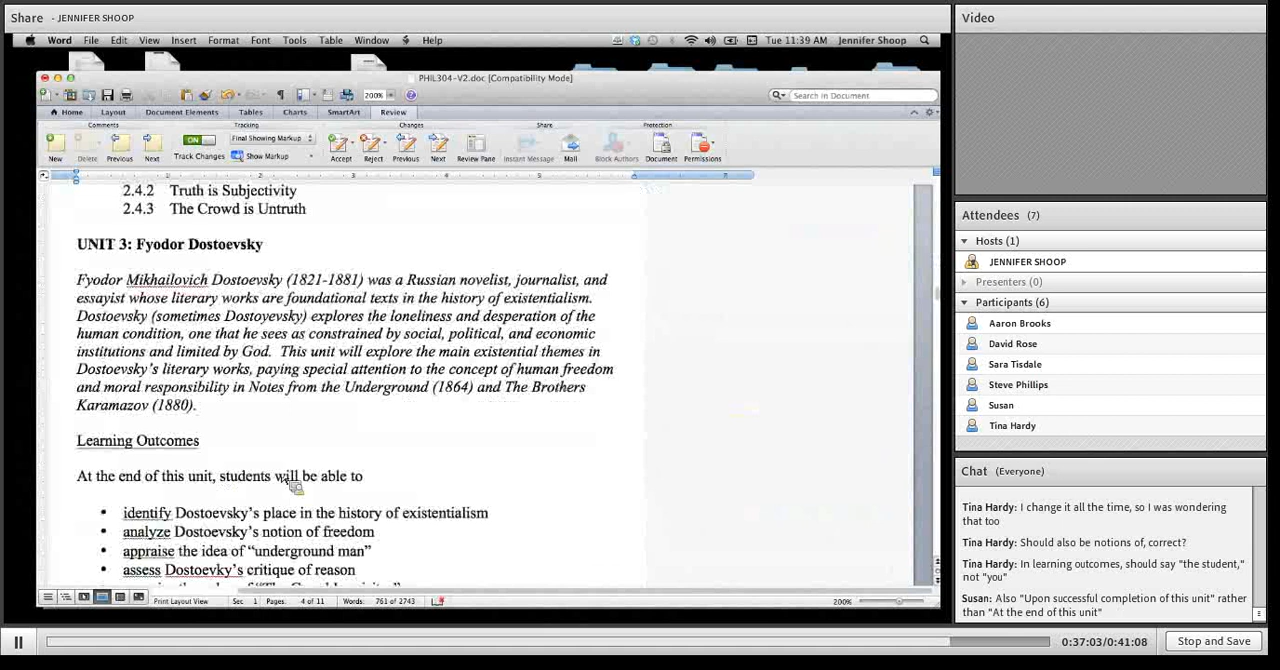 Share - JENNIFER SHOOP
Word File Edit View Insert Format Font Tools Table Window Help Tue 11:39 AM Jennifer Shoop
PHIL304-V2.doc [Compatibility Mode]
200% Search in Document
Home Layout Document Elements Tables Charts SmartArt Review
Comments Tracking Changes Share Protection
ON Final Showing Markup
New Delete Previous Next Track Changes Show Markup Accept Reject Previous Next Review Pane Instant Message Mail Block Authors Document Permissions
2.4.2 Truth is Subjectivity
2.4.3 The Crowd is Untruth
UNIT 3: Fyodor Dostoevsky
Fyodor Mikhailovich Dostoevsky (1821-1881) was a Russian novelist, journalist, and
essayist whose literary works are foundational texts in the history of existentialism.
Dostoevsky (sometimes Dostoyevsky) explores the loneliness and desperation of the
human condition, one that he sees as constrained by social, political, and economic
institutions and limited by God. This unit will explore the main existential themes in
Dostoevsky's literary works, paying special attention to the concept of human freedom
and moral responsibility in Notes from the Underground (1864) and The Brothers
Karamazov (1880).
Learning Outcomes
At the end of this unit, students will be able to
• identify Dostoevsky's place in the history of existentialism
• analyze Dostoevsky's notion of freedom
• appraise the idea of "underground man"
• assess Dostoevky's critique of reason
Print Layout View Sec 1 Pages: 4 of 11 Words: 761 of 2743 200%
Video
Attendees (7)
Hosts (1)
JENNIFER SHOOP
Presenters (0)
Participants (6)
Aaron Brooks
David Rose
Sara Tisdale
Steve Phillips
Susan
Tina Hardy
Chat (Everyone)
Tina Hardy: I change it all the time, so I was wondering
that too
Tina Hardy: Should also be notions of, correct?
Tina Hardy: In learning outcomes, should say "the student,"
not "you"
Susan: Also "Upon successful completion of this unit" rather
than "At the end of this unit"
0:37:03/0:41:08 Stop and Save